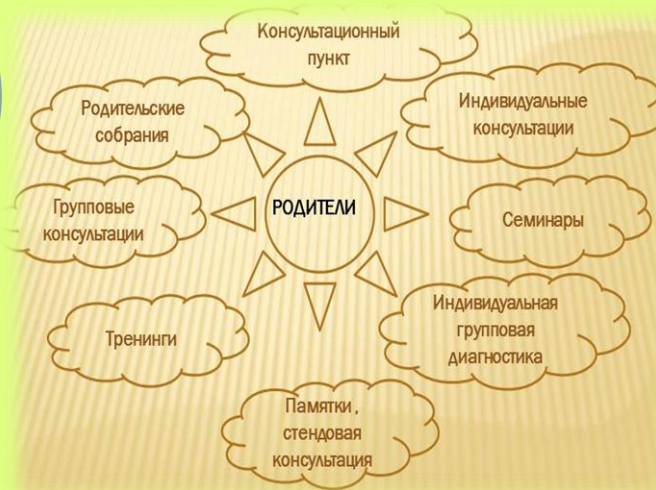 Консультационный
пункт
Родительские
собрания
Индивидуальные
консультации
Групповые
консультации
РОДИТЕЛИ
Семинары
Тренинги
Индивидуальная
групповая
диагностика
Памятки ,
стендовая
консультация